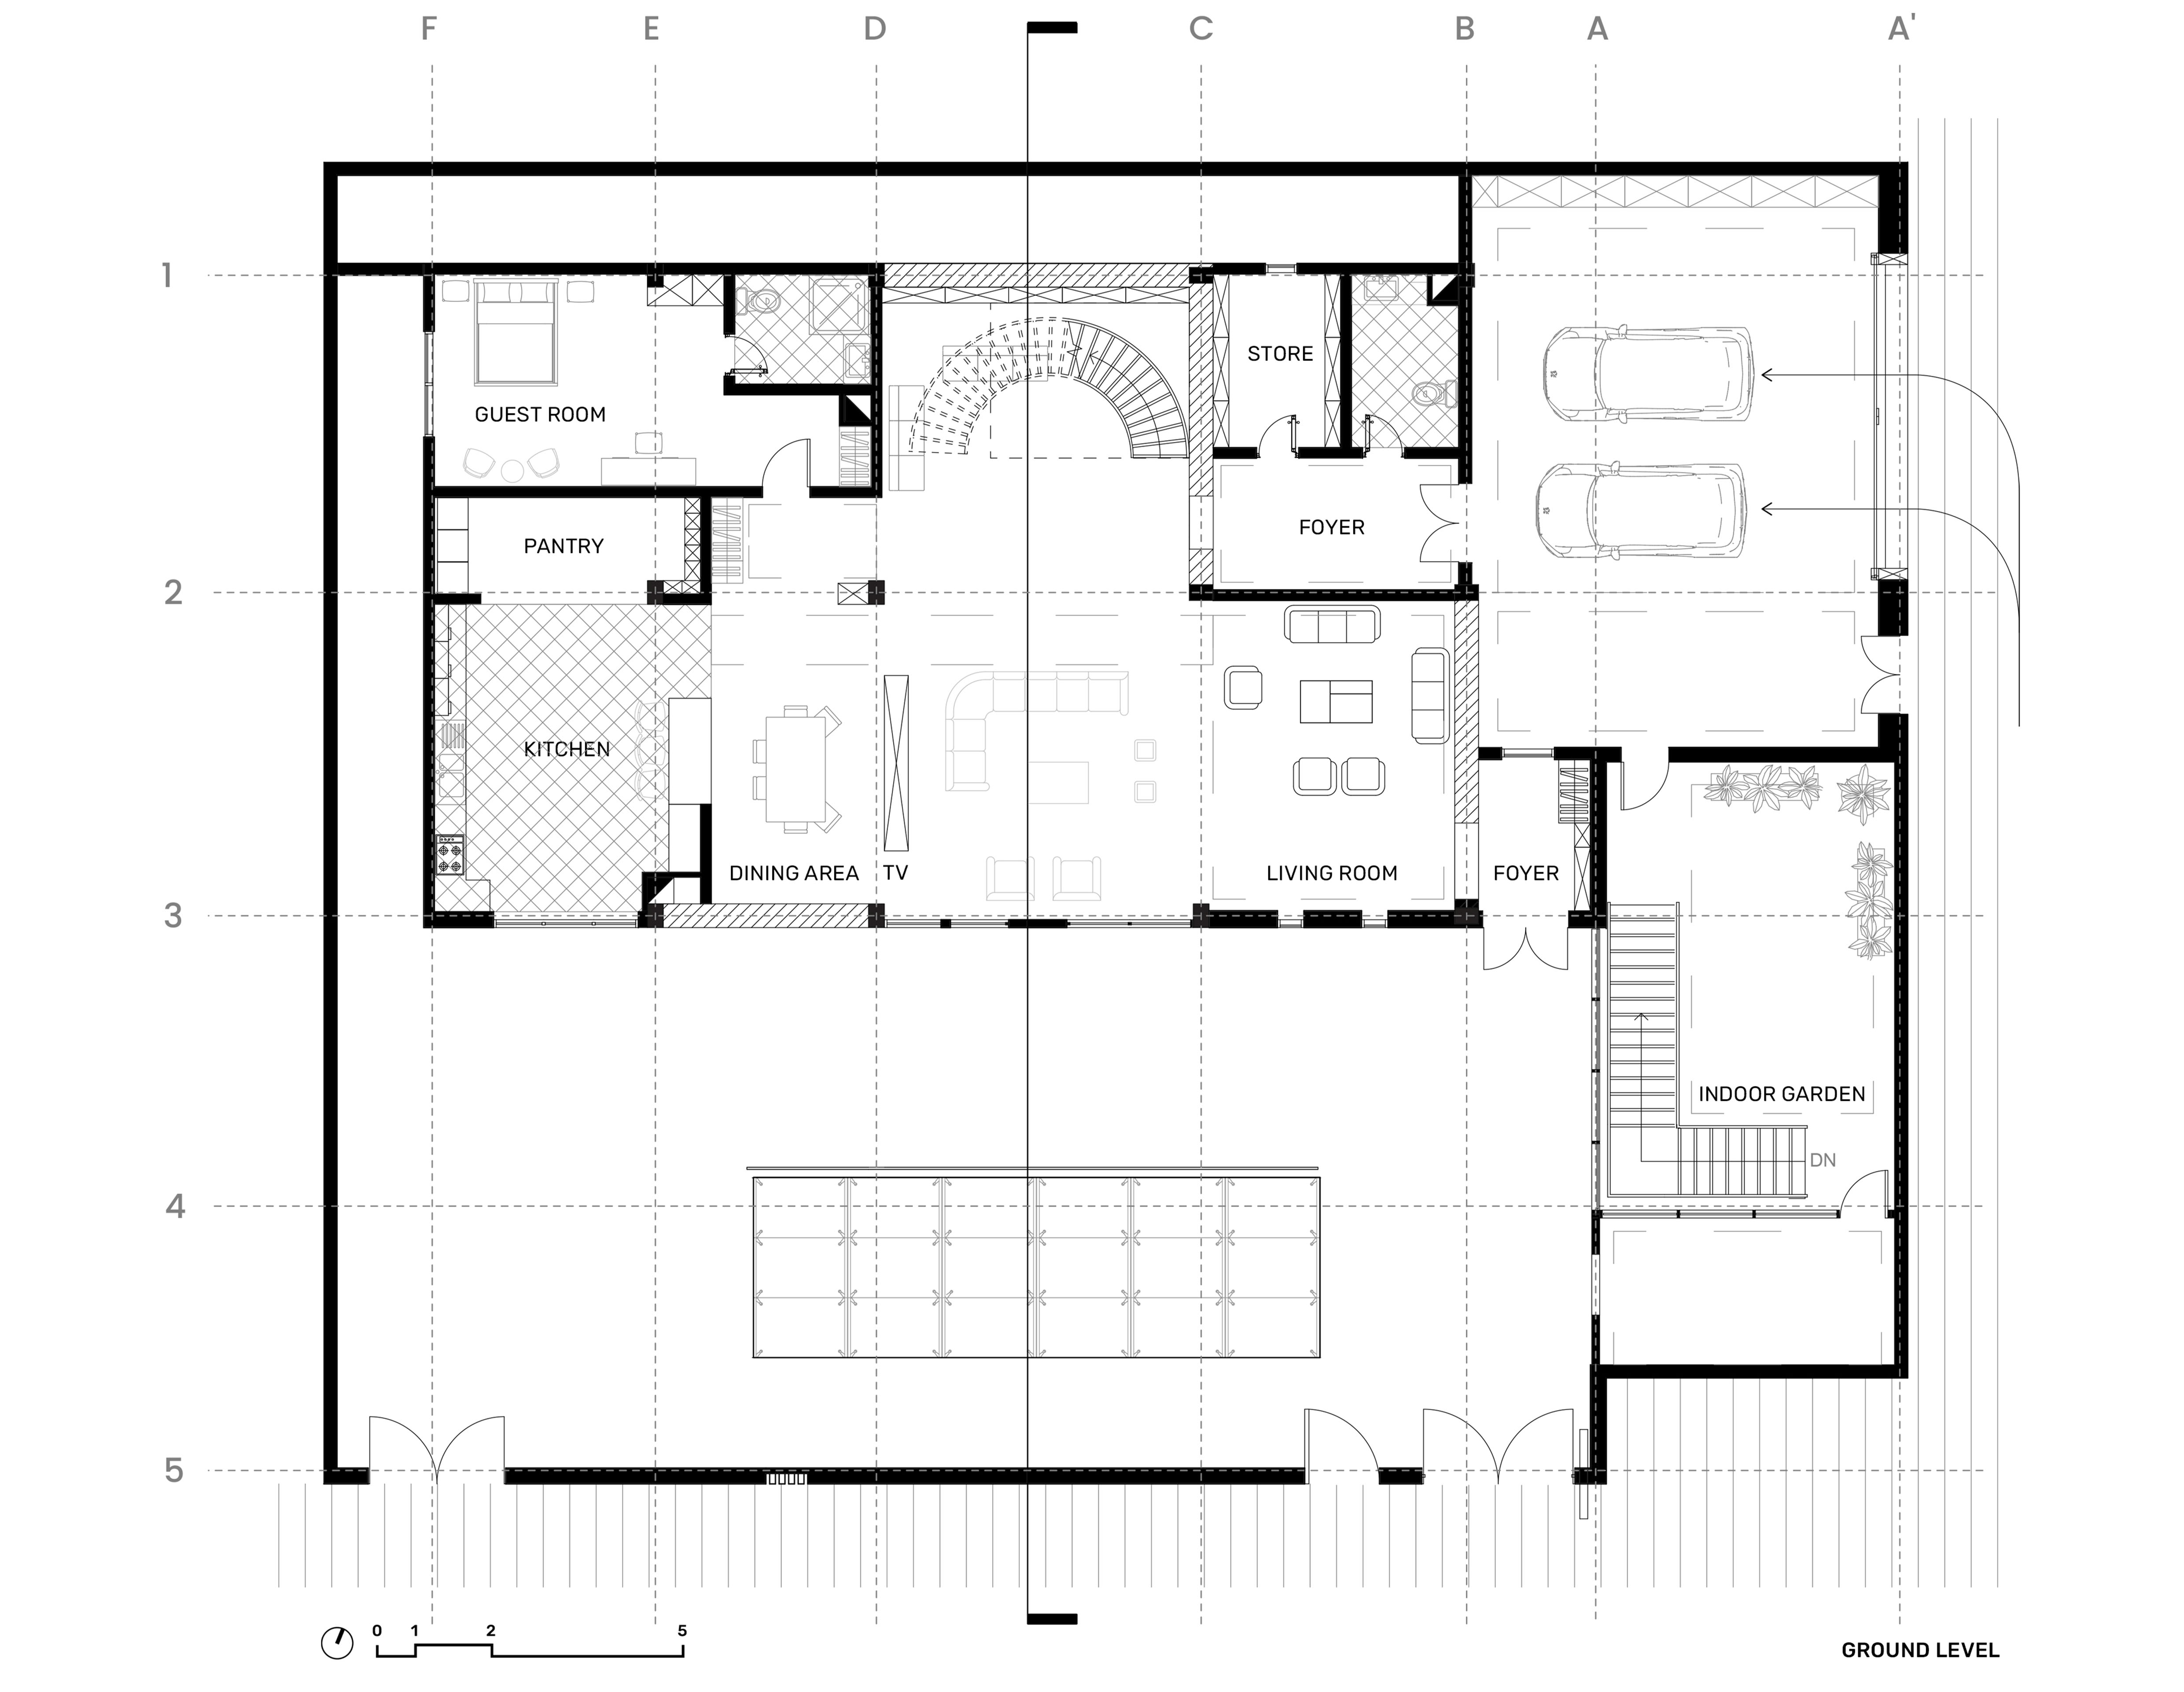 F E D C B A A'
1
STORE
GUEST ROOM
FOYER
PANTRY
2
KITCHEN
DINING AREA TV LIVING ROOM FOYER
3
INDOOR GARDEN
DN
4
5
0 1 2 5
GROUND LEVEL